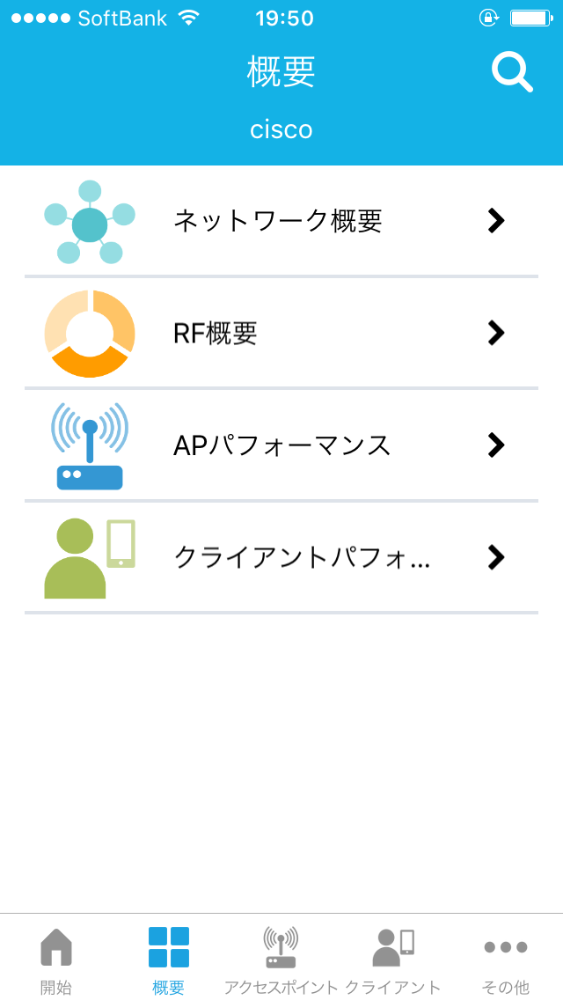 SoftBank 19:50
概要
cisco
ネットワーク概要
RF概要
APパフォーマンス
クライアントパフォ...
開始 概要 アクセスポイント クライアント その他